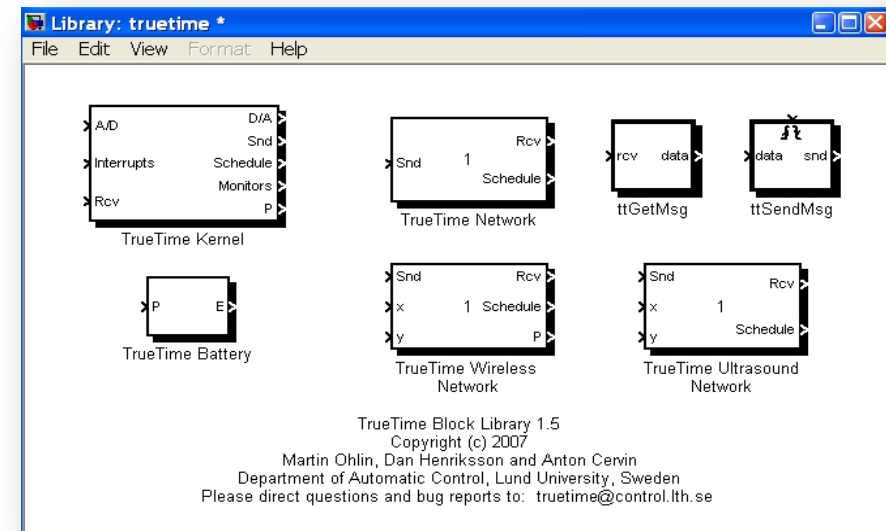 Library: truetime *
File Edit View Format Help
A/D
Interrupts
Rcv
D/A
Snd
Schedule
Monitors
P
TrueTime Kernel
Snd
1
Rcv
Schedule
TrueTime Network
rcv data
ttGetMsg
data snd
ttSendMsg
P E
TrueTime Battery
Snd
x
y
1
Rcv
Schedule
P
TrueTime Wireless
Network
Snd
x
y
1
Rcv
Schedule
TrueTime Ultrasound
Network
TrueTime Block Library 1.5
Copyright (c) 2007
Martin Ohlin, Dan Henriksson and Anton Cervin
Department of Automatic Control, Lund University, Sweden
Please direct questions and bug reports to: truetime@control.lth.se